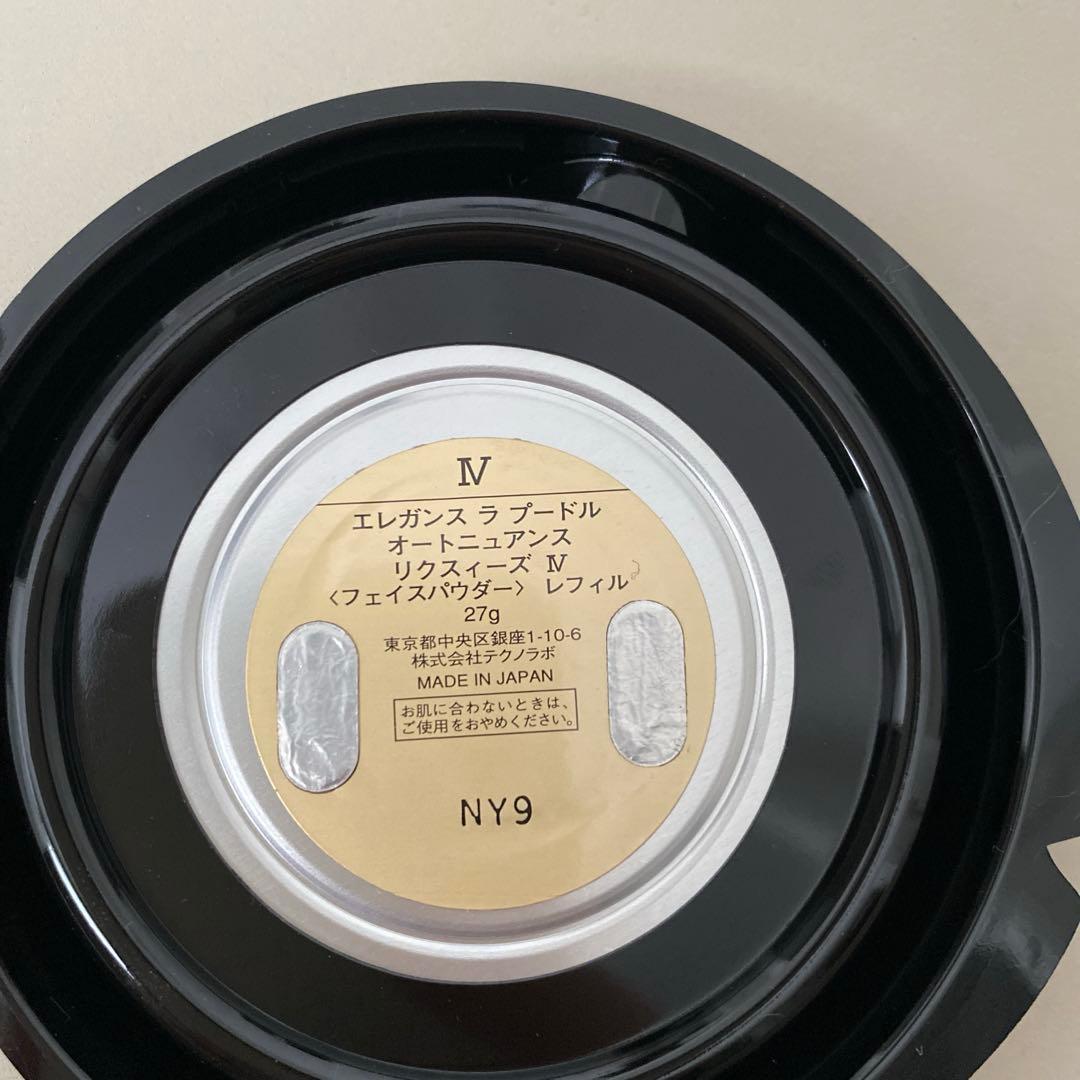 Ⅳ
エレガンス ラ プードル
オートニュアンス
リクスィーズ Ⅳ
〈フェイスパウダー〉 レフィル
27g
東京都中央区銀座1-10-6
株式会社テクノラボ
MADE IN JAPAN
お肌に合わないときは、
ご使用をおやめください。
NY9